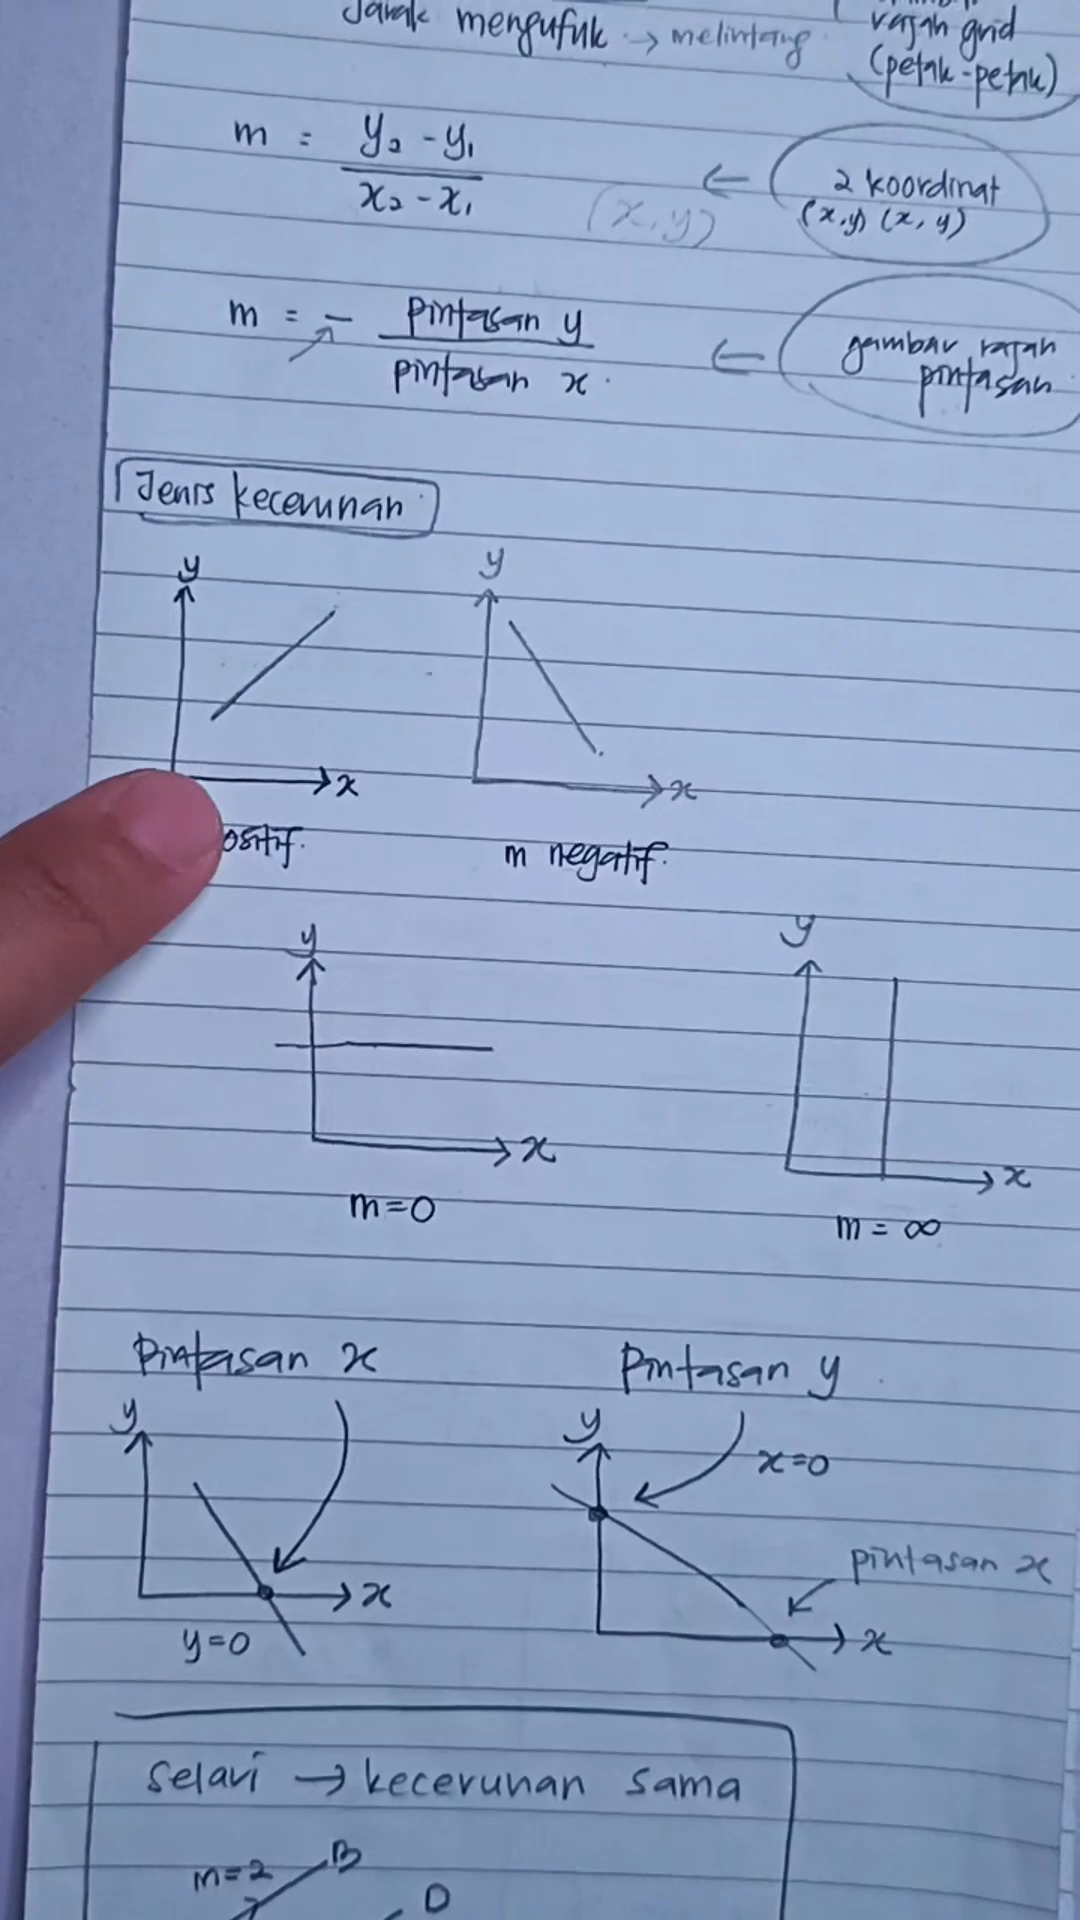 Jarak mengufuk → melintang
rajah grid
(petak-petak)
m = y₂ - y₁
x₂ - x₁
(x,y)
←
2 koordinat
(x,y) (x, y)
m = - pintasan y
pintasan x
←
gambar rajah
pintasan
Jenis kecerunan
y
x
ositif.
y
x
m negatif.
y
x
m=0
y
x
m = ∞
Pintasan x
y
x
y=0
Pintasan y
y
x=0
pintasan x
x
Selari → kecerunan sama
m=2
B
D